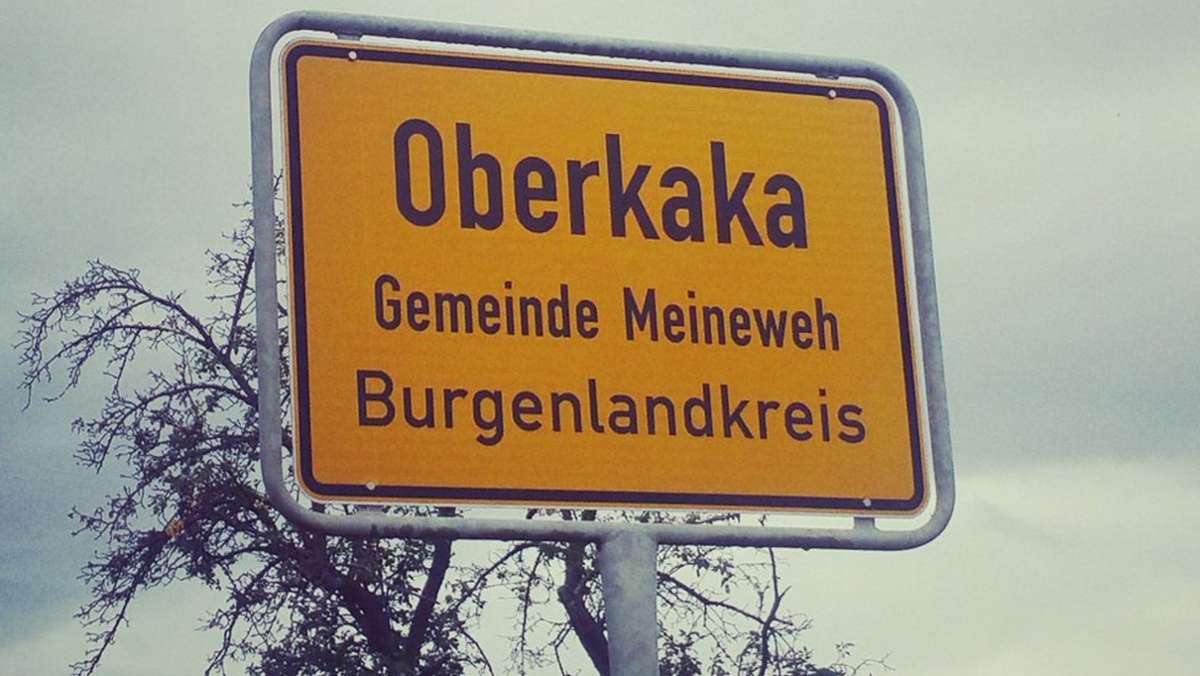 Oberkaka
Gemeinde Meineweh
Burgenlandkreis